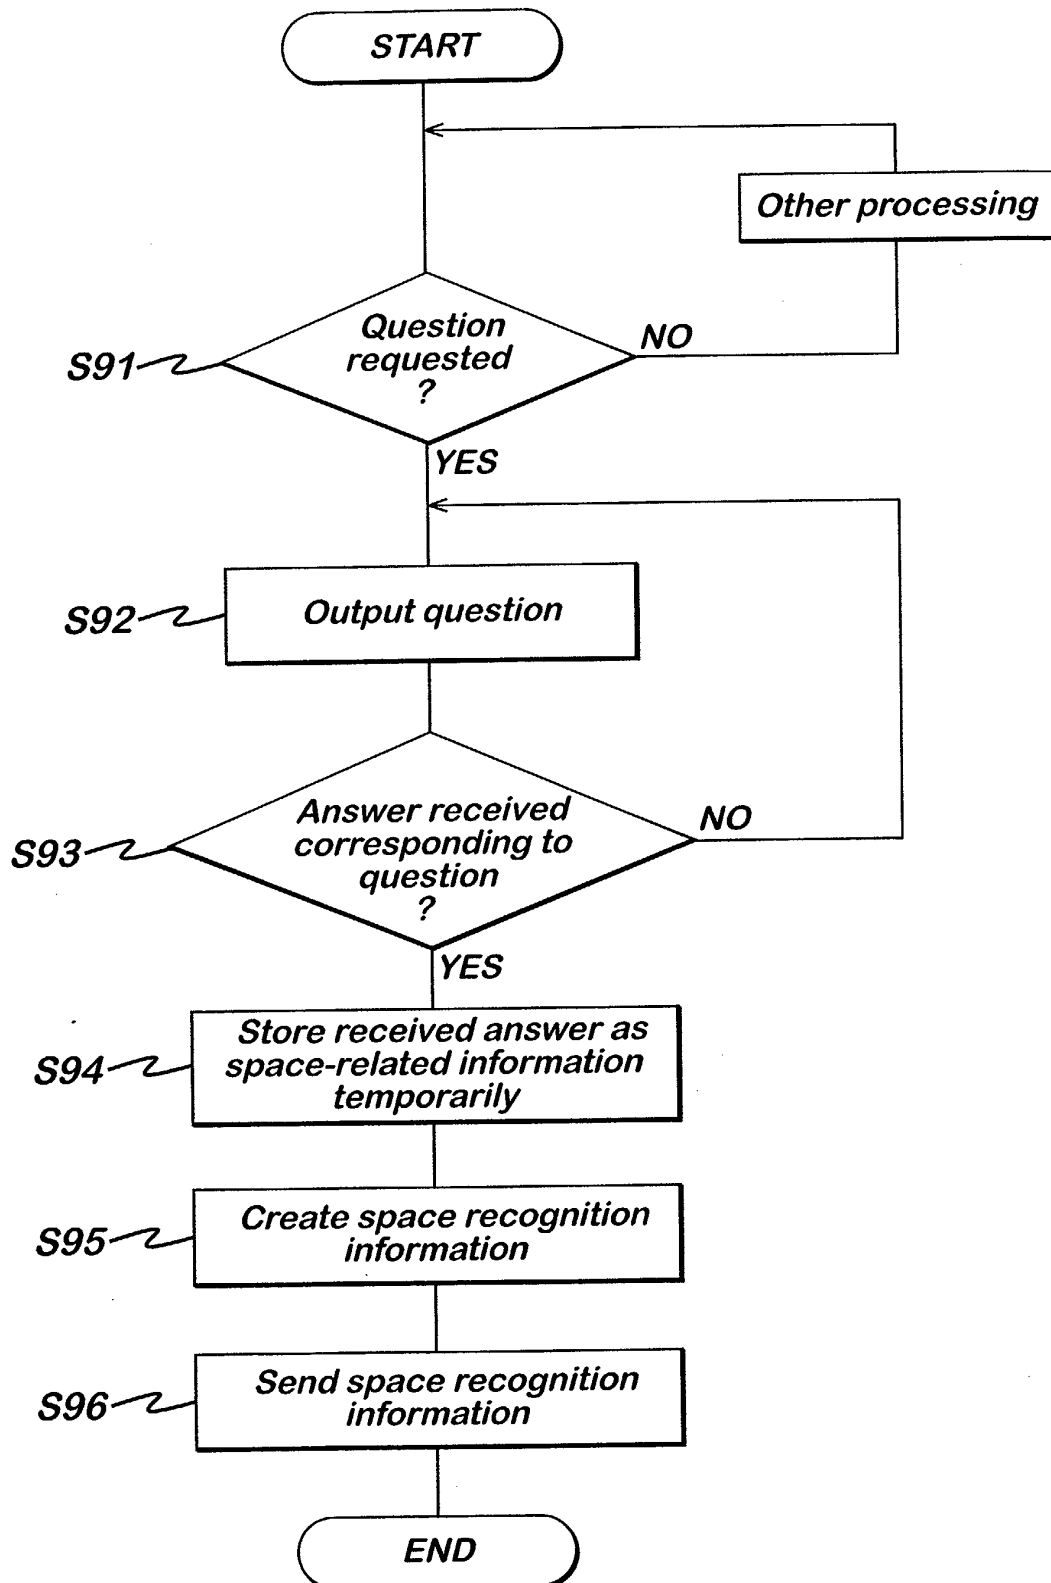 START
Other processing
Question
requested
?
NO
S91
YES
S92
Output question
Answer received
corresponding to
question
?
NO
S93
YES
Store received answer as
space-related information
temporarily
S94
Create space recognition
information
S95
Send space recognition
information
S96
END